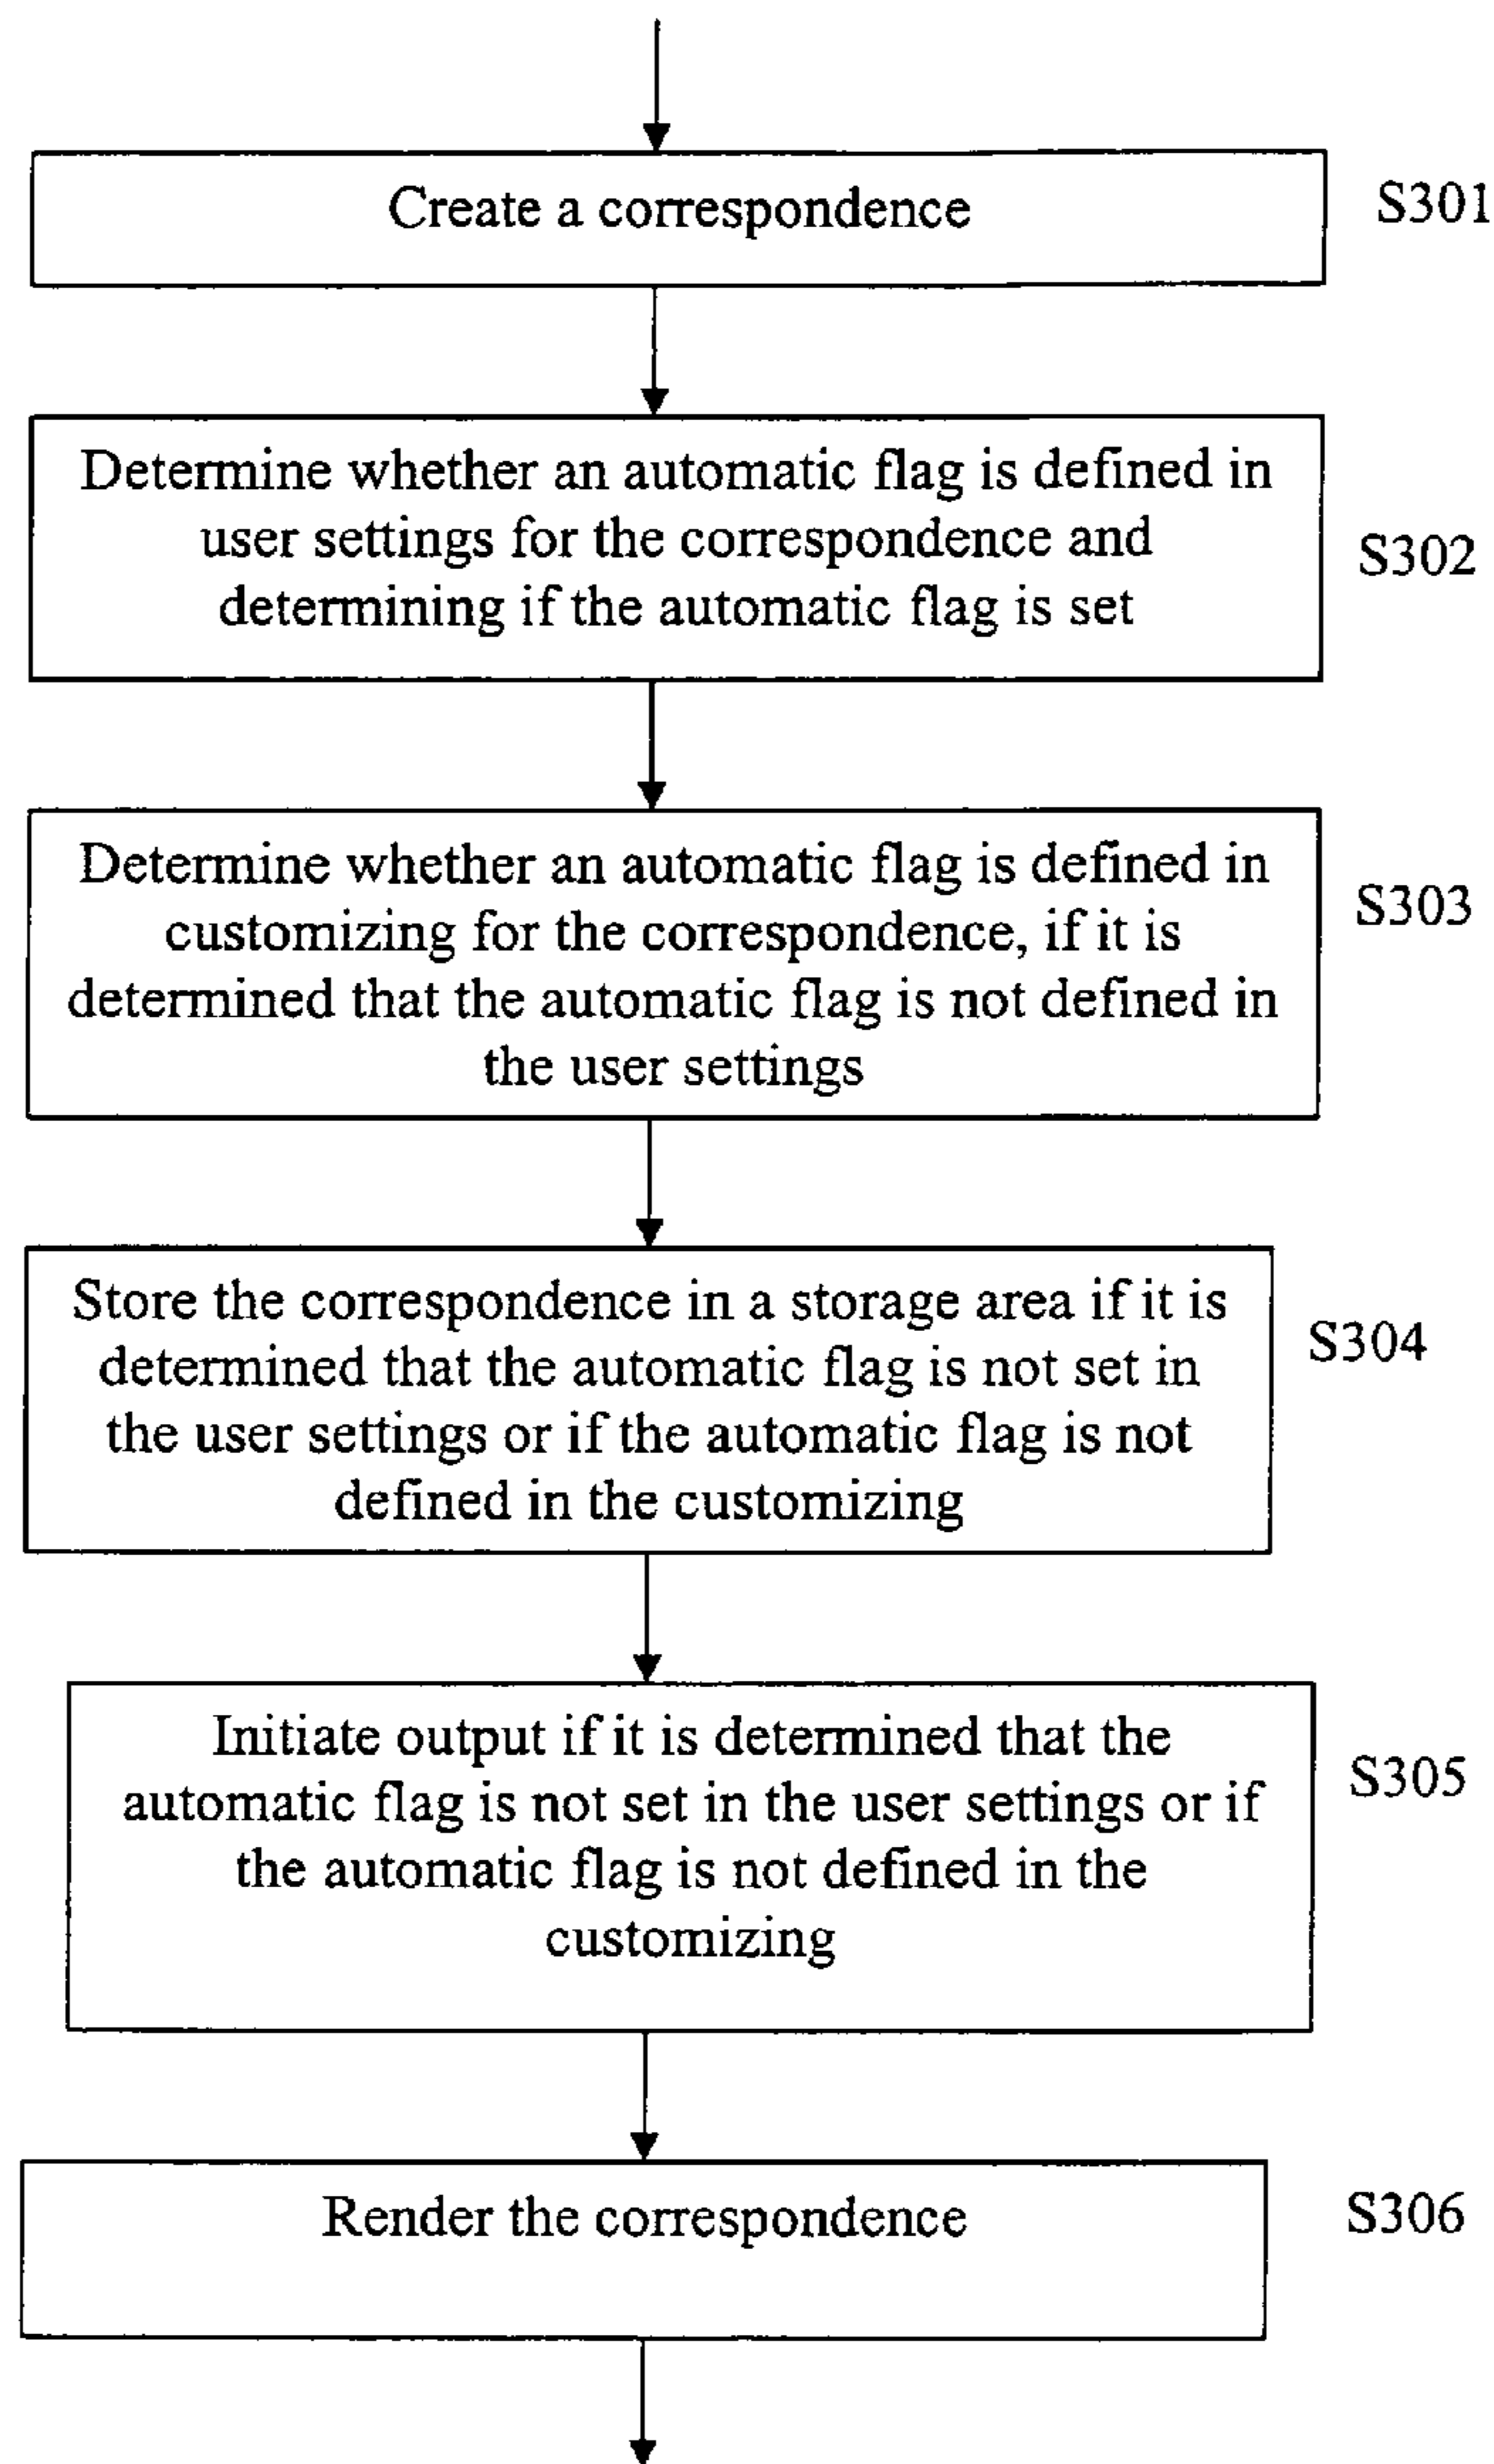 Create a correspondence
S301
Determine whether an automatic flag is defined in
user settings for the correspondence and
determining if the automatic flag is set
S302
Determine whether an automatic flag is defined in
customizing for the correspondence, if it is
determined that the automatic flag is not defined in
the user settings
S303
Store the correspondence in a storage area if it is
determined that the automatic flag is not set in
the user settings or if the automatic flag is not
defined in the customizing
S304
Initiate output if it is determined that the
automatic flag is not set in the user settings or if
the automatic flag is not defined in the
customizing
S305
Render the correspondence
S306